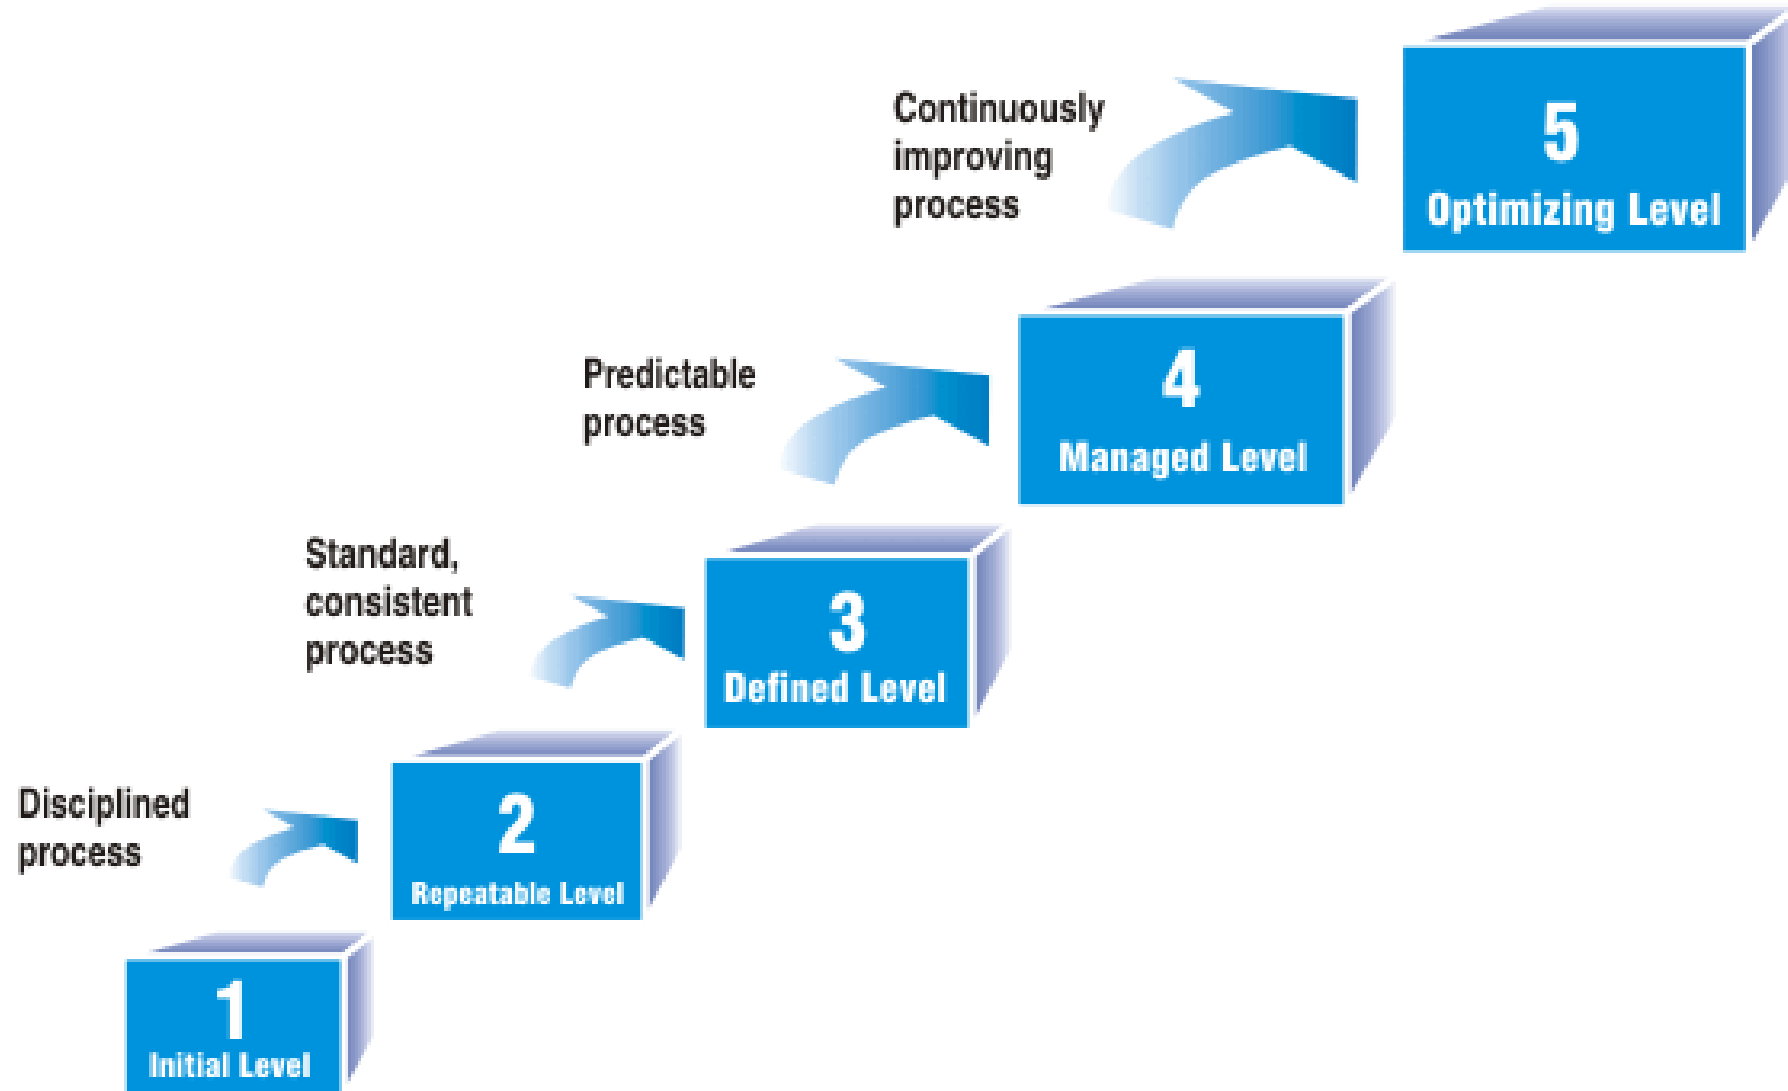 Continuously
improving
process
5
Optimizing Level
Predictable
process
4
Managed Level
Standard,
consistent
process
3
Defined Level
Disciplined
process
2
Repeatable Level
1
Initial Level